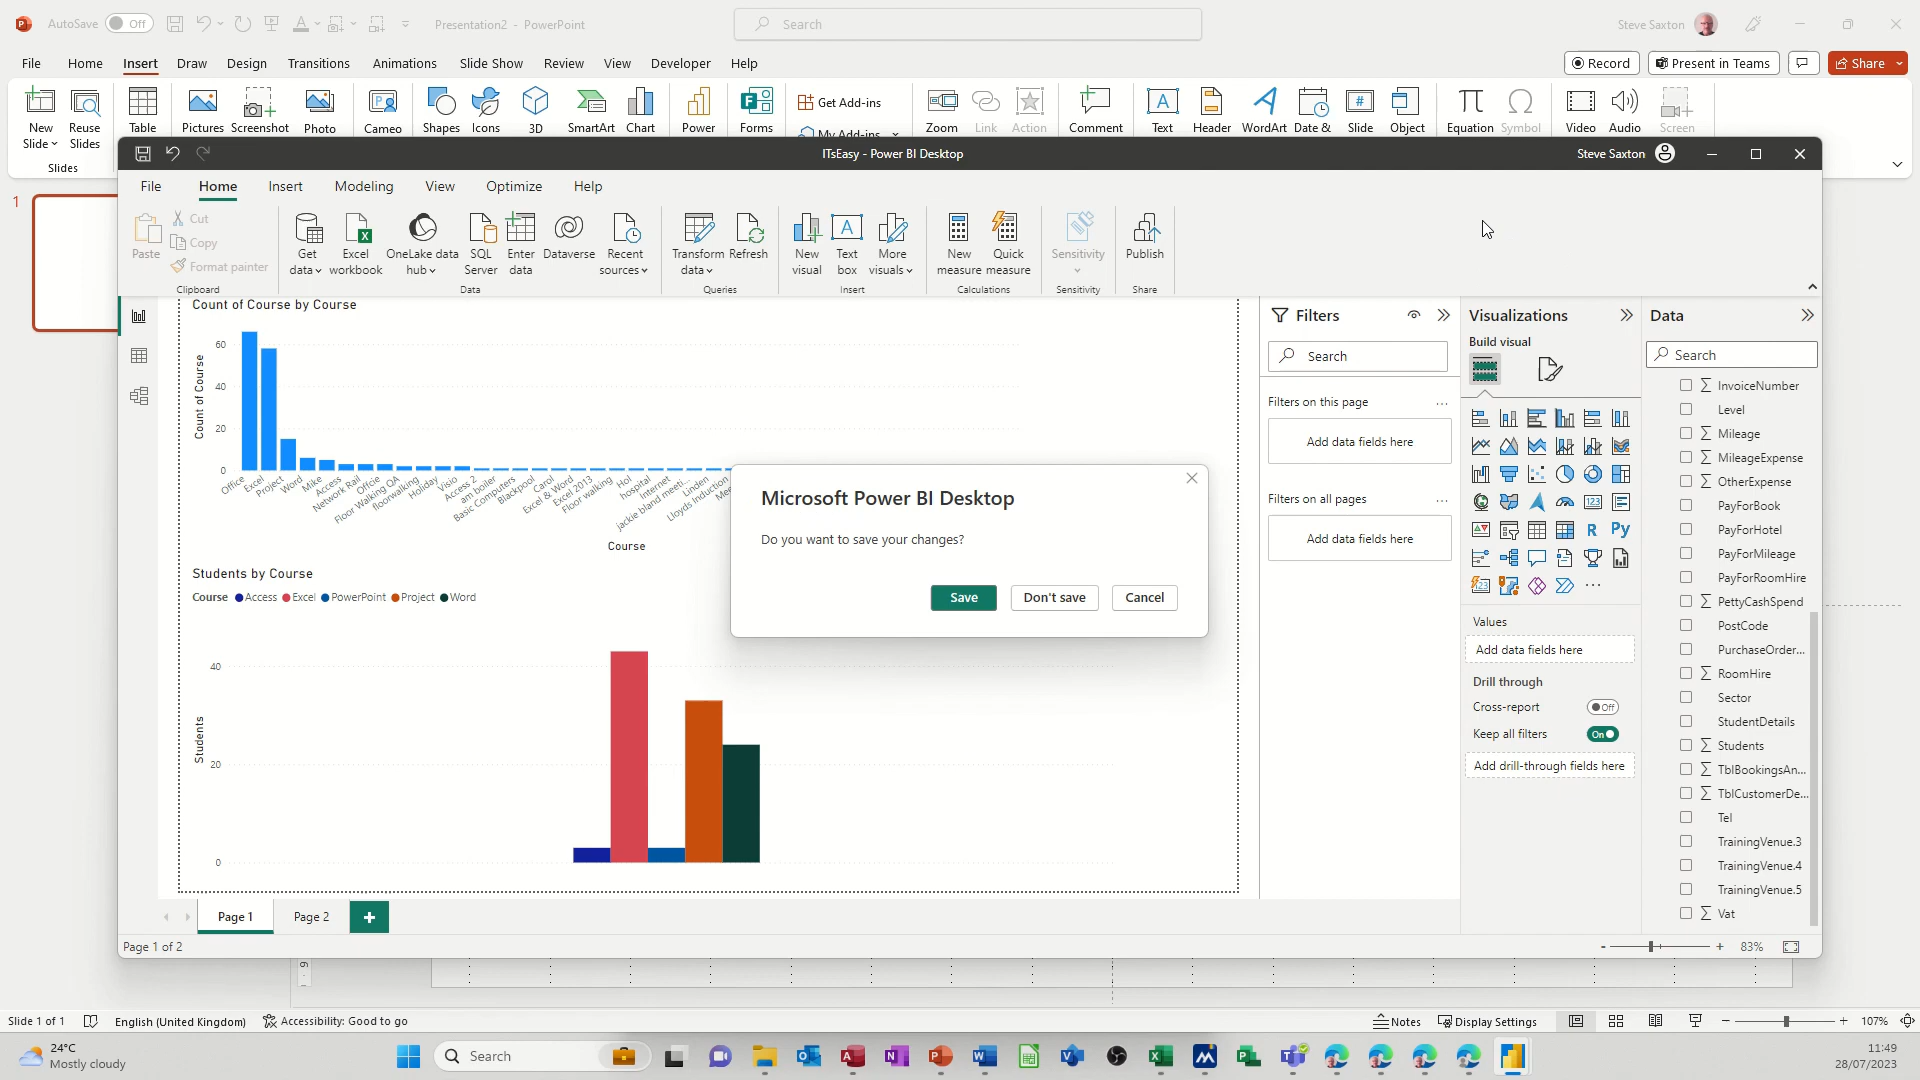 AutoSave Off Presentation2 - PowerPoint Search Steve Saxton
File Home Insert Draw Design Transitions Animations Slide Show Review View Developer Help Record Present in Teams Share
New Slide Reuse Slides Table Pictures Screenshot Photo Cameo Shapes Icons 3D SmartArt Chart Power Forms Get Add-ins My Add-ins Zoom Link Action Comment Text Header WordArt Date & Slide Object Equation Symbol Video Audio Screen
Slides
ITsEasy - Power BI Desktop Steve Saxton
File Home Insert Modeling View Optimize Help
Paste Cut Copy Format painter
Get data Excel workbook OneLake data hub SQL Server Enter data Dataverse Recent sources Transform data Refresh New visual Text box More visuals New measure Quick measure Sensitivity Publish
Clipboard Data Queries Insert Calculations Sensitivity Share
1
Count of Course by Course
Count of Course
60
40
20
0
Office
Excel
Project
Word
Mike
Access
Network Rail
Offcie
Floor Walking QA
floorwalking
Holiday
Visio
Access 2
am boiler
Basic Computers
Blackpool
Carol
Excel & Word
Excel 2013
Floor walking
Hol
hospital
Internet
jackie bland meeti...
Linden
Lloyds Induction
Course
Students by Course
Course Access Excel PowerPoint Project Word
Students
40
20
0
Microsoft Power BI Desktop
Do you want to save your changes?
Save Don't save Cancel
Filters
Search
Filters on this page ...
Add data fields here
Filters on all pages ...
Add data fields here
Visualizations
Build visual
R Py
123
...
Values
Add data fields here
Drill through
Cross-report Off
Keep all filters On
Add drill-through fields here
Data
Search
InvoiceNumber
Level
Mileage
MileageExpense
OtherExpense
PayForBook
PayForHotel
PayForMileage
PayForRoomHire
PettyCashSpend
PostCode
PurchaseOrder...
RoomHire
Sector
StudentDetails
Students
TblBookingsAn...
TblCustomerDe...
Tel
TrainingVenue.3
TrainingVenue.4
TrainingVenue.5
Vat
Page 1 Page 2 +
Page 1 of 2 - + 83%
Slide 1 of 1 English (United Kingdom) Accessibility: Good to go Notes Display Settings - + 107%
24°C
Mostly cloudy
Search
11:49
28/07/2023